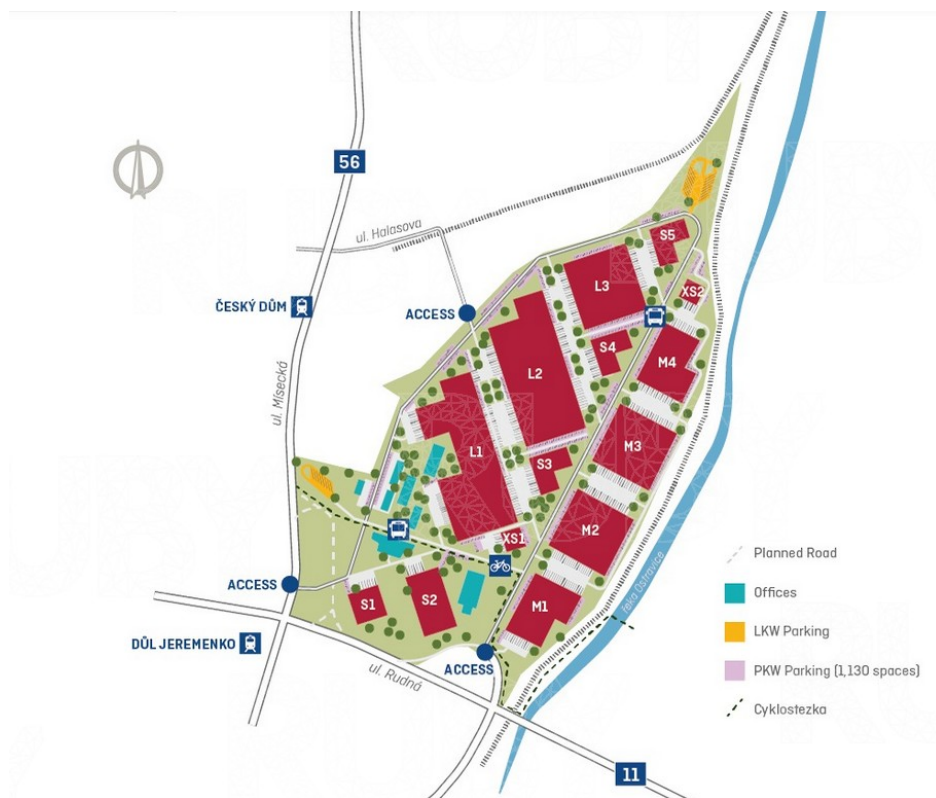 56
ul. Halasova
ČESKÝ DŮM
ACCESS
ul. Mísecká
S5
XS2
L3
S4
M4
L2
M3
L1
S3
M2
XS1
S1
S2
M1
ACCESS
DŮL JEREMENKO
ACCESS
ul. Rudná
11
řeka Ostravice
Planned Road
Offices
LKW Parking
PKW Parking (1,130 spaces)
Cyklostezka